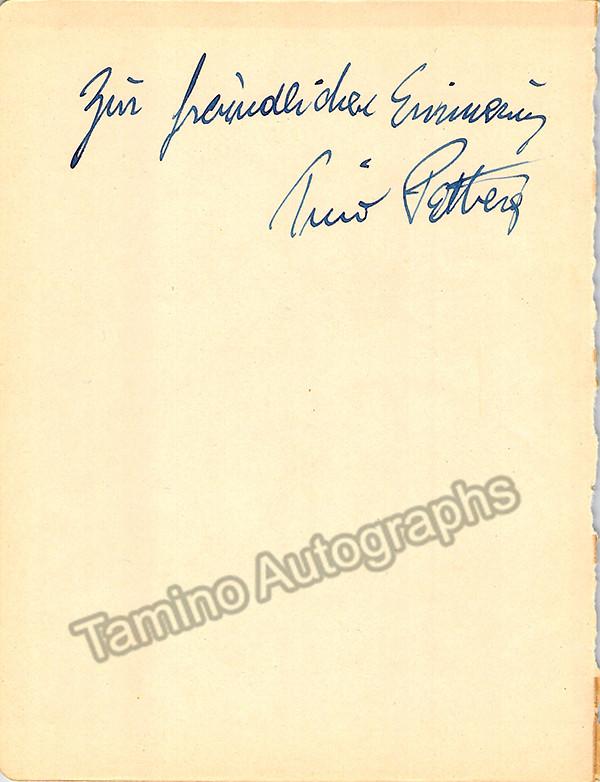 Zur freundlichen Erinnerung
Tino Pattiera
Tamino Autographs